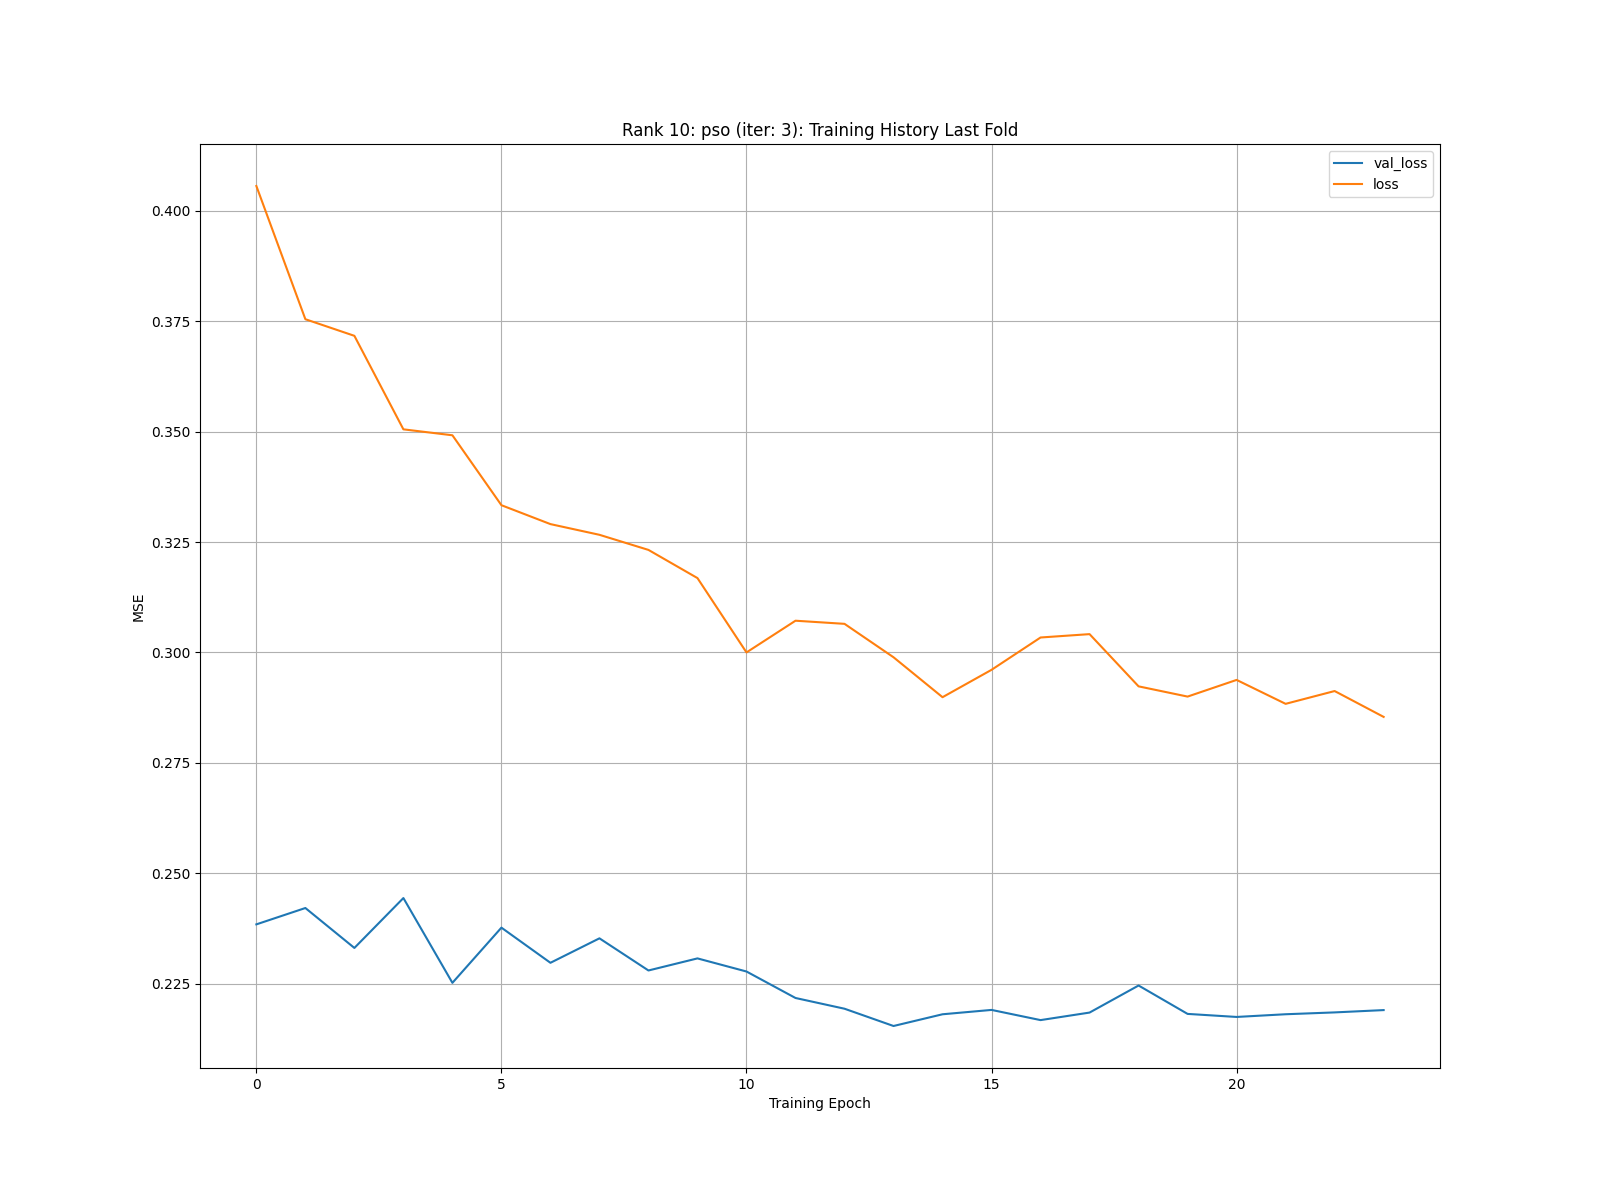 Rank 10: pso (iter: 3): Training History Last Fold
val_loss
loss
0.400
0.375
0.350
0.325
0.300
0.275
0.250
0.225
MSE
0 5 10 15 20
Training Epoch